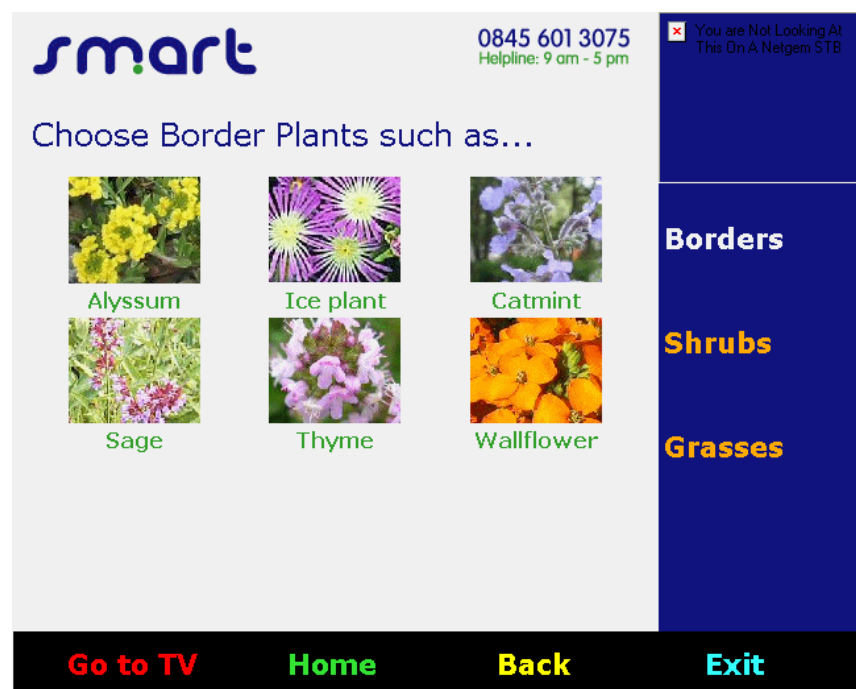 smart
0845 601 3075
Helpline: 9 am - 5 pm
You are Not Looking At
This On A Netgem STB
Choose Border Plants such as...
Alyssum
Ice plant
Catmint
Sage
Thyme
Wallflower
Borders
Shrubs
Grasses
Go to TV
Home
Back
Exit